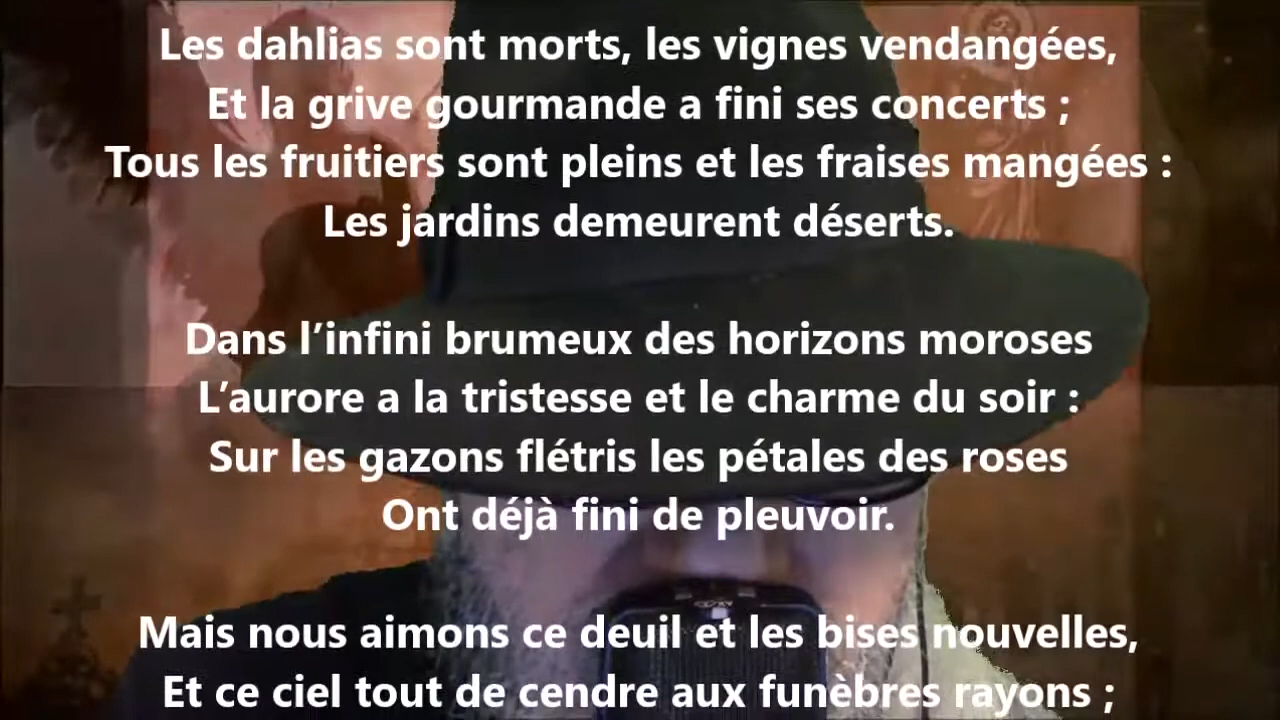 Les dahlias sont morts, les vignes vendangées,
Et la grive gourmande a fini ses concerts ;
Tous les fruitiers sont pleins et les fraises mangées :
Les jardins demeurent déserts.
Dans l’infini brumeux des horizons moroses
L’aurore a la tristesse et le charme du soir :
Sur les gazons flétris les pétales des roses
Ont déjà fini de pleuvoir.
Mais nous aimons ce deuil et les bises nouvelles,
Et ce ciel tout de cendre aux funèbres rayons ;